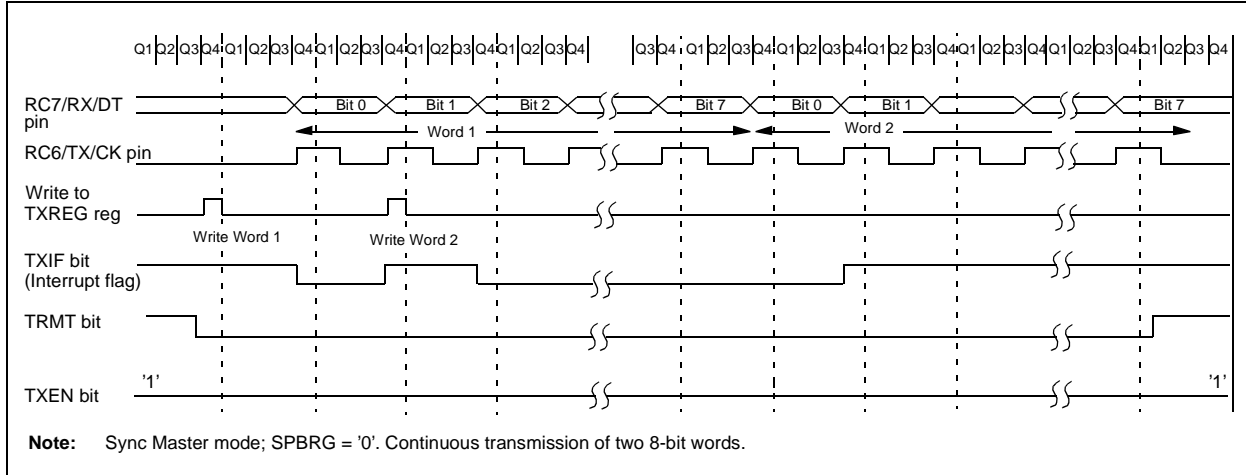 Q1 Q2 Q3 Q4 Q1 Q2 Q3 Q4 Q1 Q2 Q3 Q4 Q1 Q2 Q3 Q4 Q1 Q2 Q3 Q4 Q3 Q4 Q1 Q2 Q3 Q4 Q1 Q2 Q3 Q4 Q1 Q2 Q3 Q4 Q1 Q2 Q3 Q4 Q1 Q2 Q3 Q4 Q1 Q2 Q3 Q4
RC7/RX/DT pin Bit 0 Bit 1 Bit 2 Bit 7 Bit 0 Bit 1 Bit 7
Word 1 Word 2
RC6/TX/CK pin
Write to
TXREG reg
Write Word 1 Write Word 2
TXIF bit
(Interrupt flag)
TRMT bit
'1' '1'
TXEN bit
Note: Sync Master mode; SPBRG = '0'. Continuous transmission of two 8-bit words.